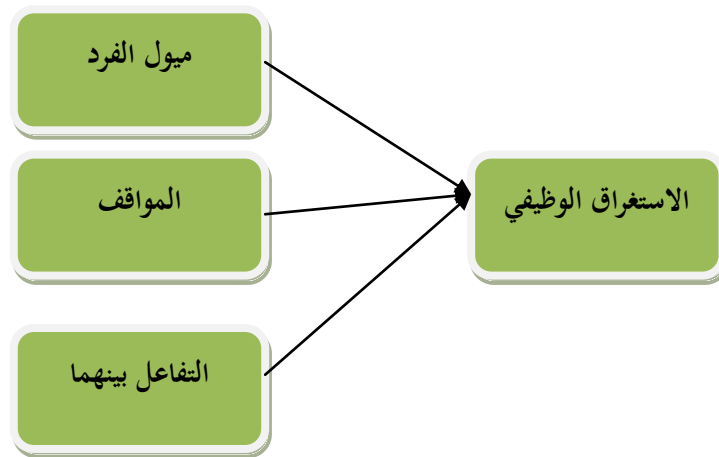 ميول الفرد
المواقف
الاستغراق الوظيفي
التفاعل بينهما